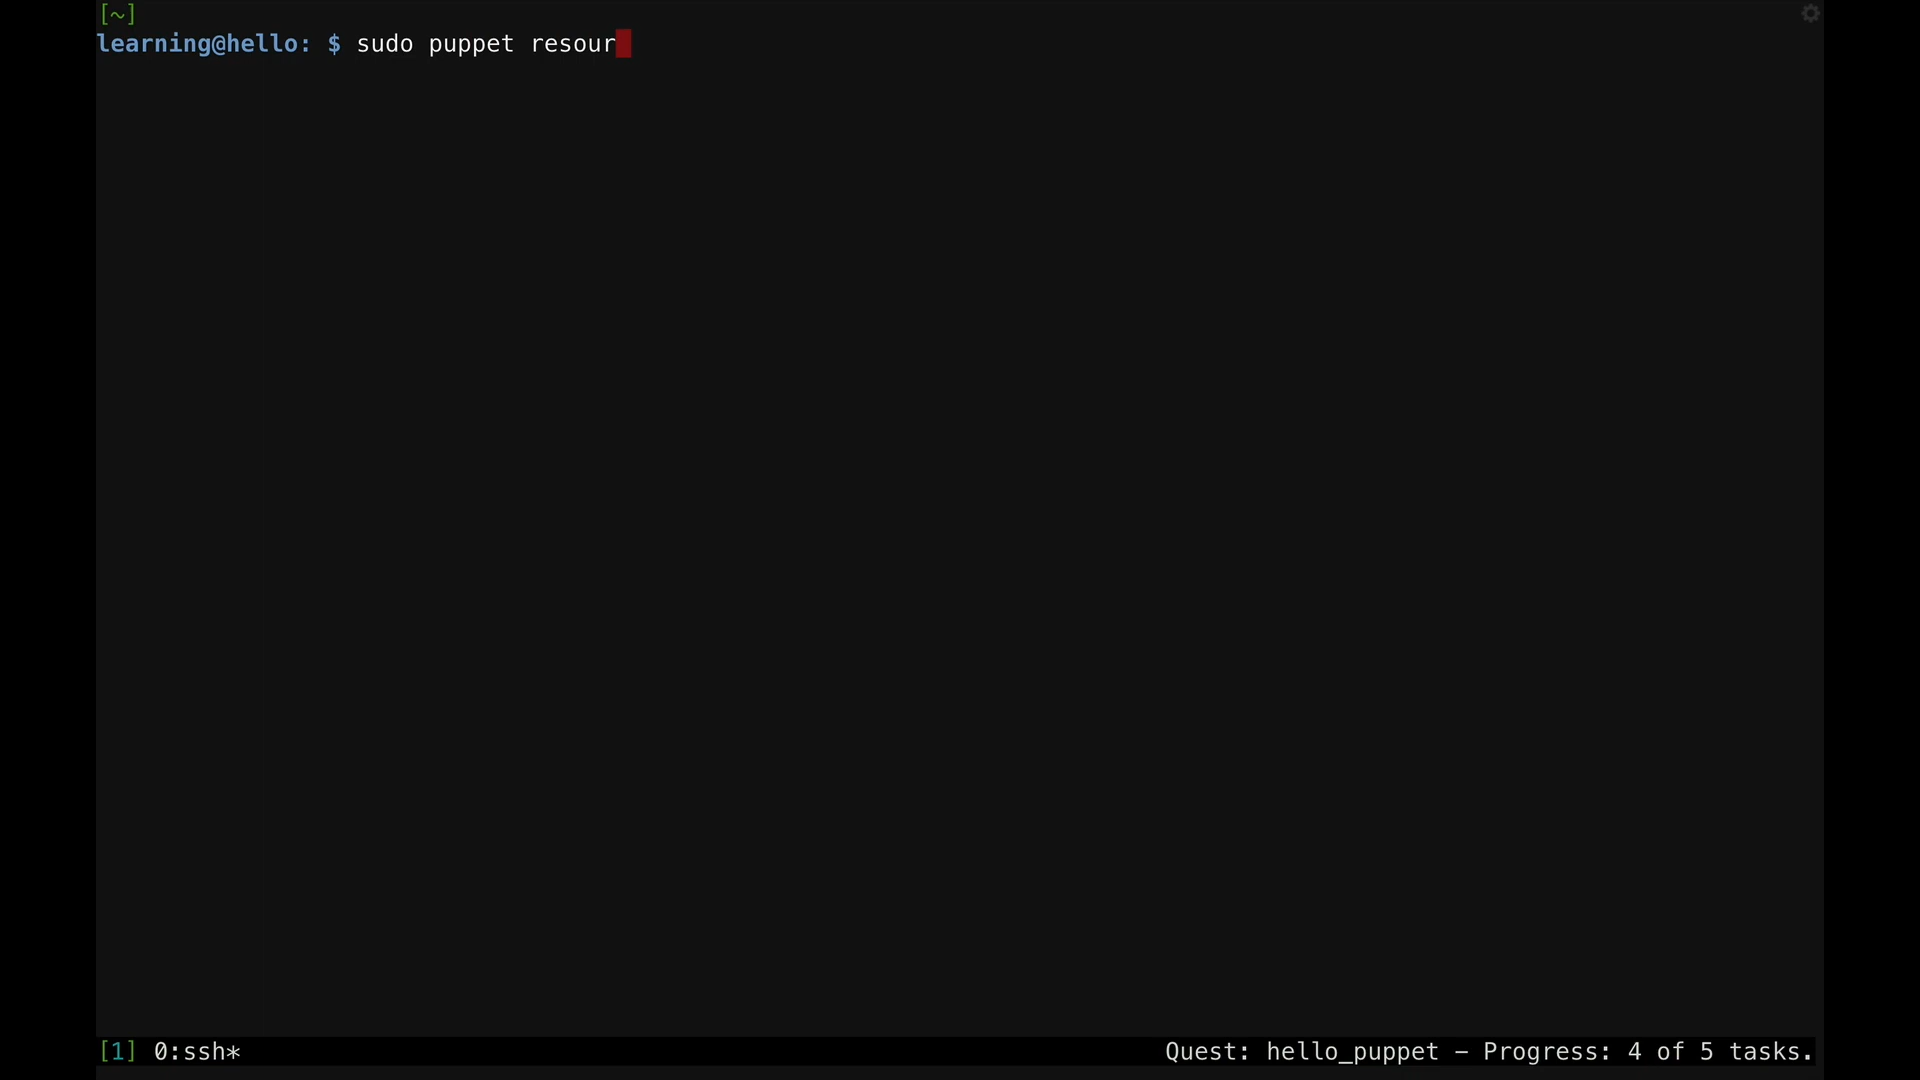 [~]
learning@hello: $ sudo puppet resour
[1] 0:ssh*
Quest: hello_puppet – Progress: 4 of 5 tasks.